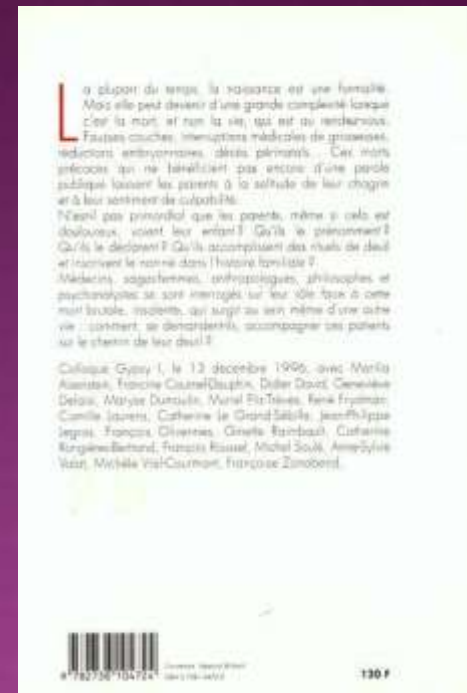 La plupart du temps, la naissance est une formalité.
Mais elle peut devenir d'une grande complexité lorsque
c'est la mort, et non la vie, qui est au rendez-vous.
Fausses couches, interruptions médicales de grossesses,
réductions embryonnaires, décès périnatals... Ces morts
précoces qui ne bénéficient pas encore d'une parole
publique laissent les parents à la solitude de leur chagrin
et à leur sentiment de culpabilité.
N'est-il pas primordial que les parents, même si cela est
douloureux, voient leur enfant ? Qu'ils le prénomment ?
Qu'ils le déclarent ? Qu'ils accomplissent des rituels de deuil
et inscrivent le mort-né dans l'histoire familiale ?
Médecins, sages-femmes, anthropologues, philosophes et
psychanalystes se sont interrogés sur leur rôle face à cette
mort brutale, insidente, qui surgit au sein même d'une autre
vie : comment, se demandent-ils, accompagner ces patients
sur le chemin de leur deuil ?
Colloque Gypsy I, le 13 décembre 1996, avec Marilia
Aisenstein, Francine Couriel-Dauphin, Didier David, Geneviève
Delaisi, Maryse Dumoulin, Muriel Flis-Trèves, René Frydman,
Camille Laurens, Catherine Le Grand-Sébille, Jean-Philippe
Legros, François Olivennes, Ginette Raimbault, Catherine
Rongières-Bertrand, François Roussel, Michel Soulé, Anne-Sylvie
Valat, Michèle Vial-Courmont, Françoise Zonabend.
9 782738 104724
130 F